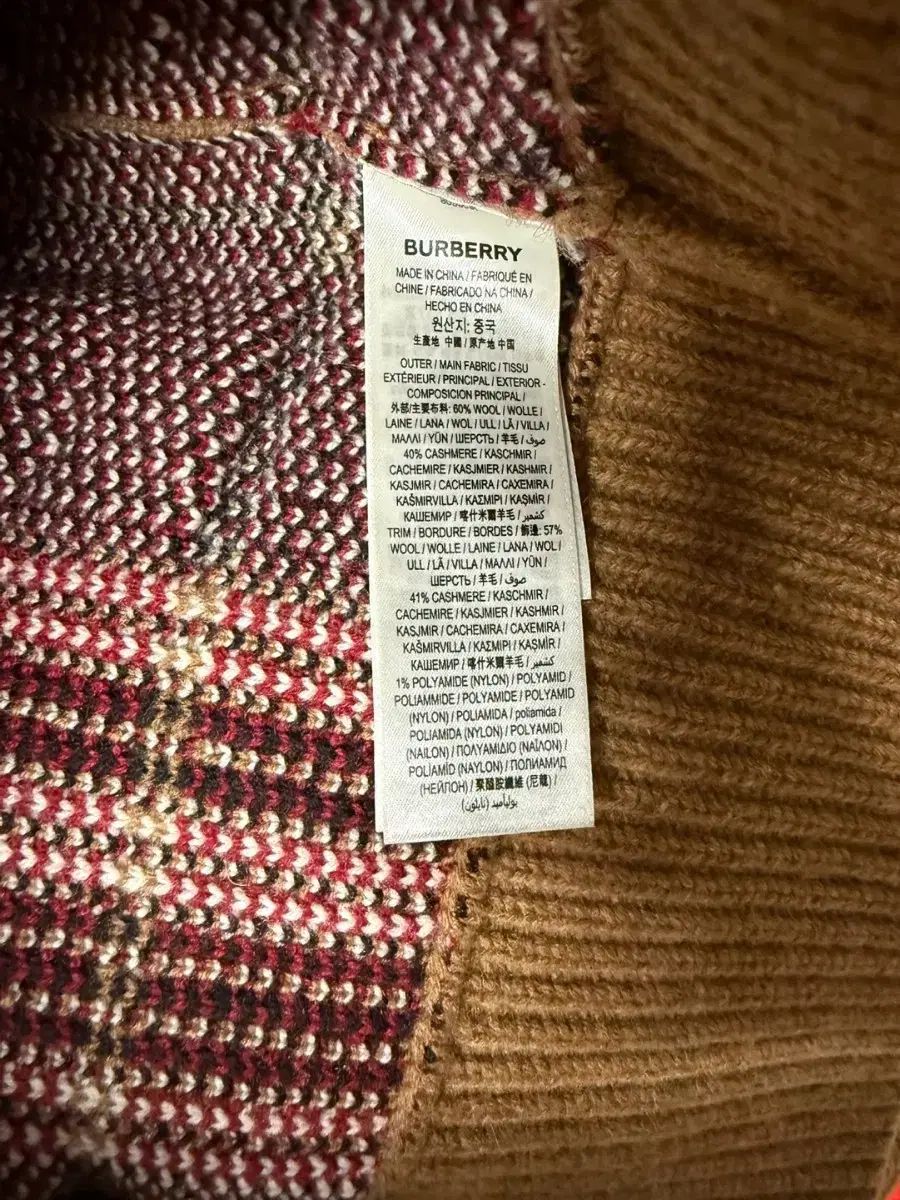 BURBERRY
MADE IN CHINA / FABRIQUÉ EN
CHINE / FABRICADO NA CHINA /
HECHO EN CHINA
원산지: 중국
生產地 中國 / 原产地 中国
OUTER / MAIN FABRIC / TISSU
EXTÉRIEUR / PRINCIPAL / EXTERIOR -
COMPOSICION PRINCIPAL /
外部/主要布料: 60% WOOL / WOLLE /
LAINE / LANA / WOL / ULL / LÃ / VILLA /
ΜΑΛΛΙ / YÜN / ШЕРСТЬ / 羊毛 / صوف /
40% CASHMERE / KASCHMIR /
CACHEMIRE / KASJMIER / KASHMIR /
KASJMIR / CACHEMIRA / CAXEMIRA /
KAŠMIRVILLA / ΚΑΣΜΙΡΙ / KAŞMİR /
КАШЕМИР / 喀什米爾羊毛 / كشمير /
TRIM / BORDURE / BORDES / 飾邊: 57%
WOOL / WOLLE / LAINE / LANA / WOL /
ULL / LÃ / VILLA / ΜΑΛΛΙ / YÜN /
ШЕРСТЬ / 羊毛 / صوف /
41% CASHMERE / KASCHMIR /
CACHEMIRE / KASJMIER / KASHMIR /
KASJMIR / CACHEMIRA / CAXEMIRA /
KAŠMIRVILLA / ΚΑΣΜΙΡΙ / KAŞMİR /
КАШЕМИР / 喀什米爾羊毛 / كشمير /
1% POLYAMIDE (NYLON) / POLYAMID /
POLIAMMIDE / POLYAMIDE / POLYAMID
(NYLON) / POLIAMIDA / poliamida /
POLIAMIDA (NYLON) / POLYAMIDI
(NAILON) / ΠΟΛΥΑΜΙΔΙΟ (ΝΑΪΛΟΝ) /
POLİAMİD (NAYLON) / ПОЛИАМИД
(НЕЙЛОН) / 聚醯胺纖維 (尼龍) /
بوليأميد (نايلون)